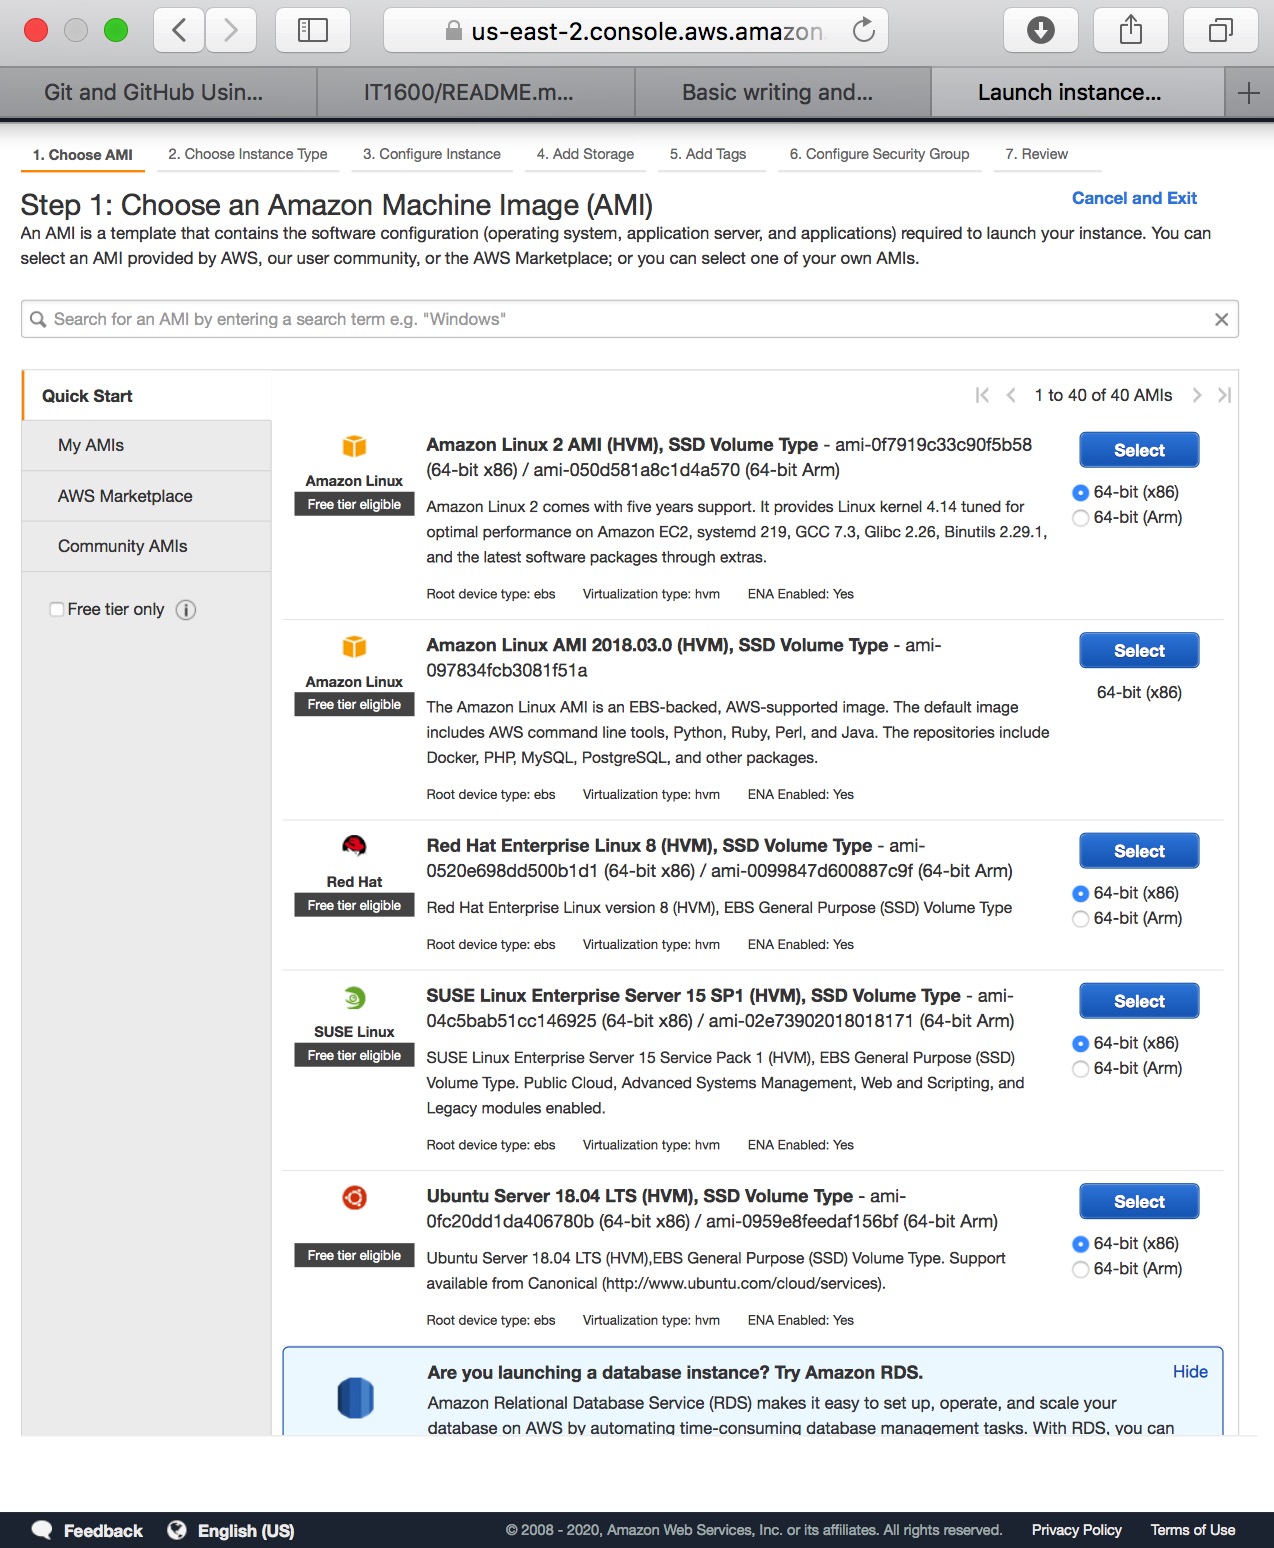 us-east-2.console.aws.amazon
Git and GitHub Usin...
IT1600/README.m...
Basic writing and...
Launch instance...
1. Choose AMI
2. Choose Instance Type
3. Configure Instance
4. Add Storage
5. Add Tags
6. Configure Security Group
7. Review
Step 1: Choose an Amazon Machine Image (AMI)
Cancel and Exit
An AMI is a template that contains the software configuration (operating system, application server, and applications) required to launch your instance. You can
select an AMI provided by AWS, our user community, or the AWS Marketplace; or you can select one of your own AMIs.
Search for an AMI by entering a search term e.g. "Windows"
Quick Start
My AMIs
AWS Marketplace
Community AMIs
Free tier only
1 to 40 of 40 AMIs
Amazon Linux
Free tier eligible
Amazon Linux 2 AMI (HVM), SSD Volume Type - ami-0f7919c33c90f5b58
(64-bit x86) / ami-050d581a8c1d4a570 (64-bit Arm)
Amazon Linux 2 comes with five years support. It provides Linux kernel 4.14 tuned for
optimal performance on Amazon EC2, systemd 219, GCC 7.3, Glibc 2.26, Binutils 2.29.1,
and the latest software packages through extras.
Root device type: ebs Virtualization type: hvm ENA Enabled: Yes
Select
64-bit (x86)
64-bit (Arm)
Amazon Linux
Free tier eligible
Amazon Linux AMI 2018.03.0 (HVM), SSD Volume Type - ami-
097834fcb3081f51a
The Amazon Linux AMI is an EBS-backed, AWS-supported image. The default image
includes AWS command line tools, Python, Ruby, Perl, and Java. The repositories include
Docker, PHP, MySQL, PostgreSQL, and other packages.
Root device type: ebs Virtualization type: hvm ENA Enabled: Yes
Select
64-bit (x86)
Red Hat
Free tier eligible
Red Hat Enterprise Linux 8 (HVM), SSD Volume Type - ami-
0520e698dd500b1d1 (64-bit x86) / ami-0099847d600887c9f (64-bit Arm)
Red Hat Enterprise Linux version 8 (HVM), EBS General Purpose (SSD) Volume Type
Root device type: ebs Virtualization type: hvm ENA Enabled: Yes
Select
64-bit (x86)
64-bit (Arm)
SUSE Linux
Free tier eligible
SUSE Linux Enterprise Server 15 SP1 (HVM), SSD Volume Type - ami-
04c5bab51cc146925 (64-bit x86) / ami-02e73902018018171 (64-bit Arm)
SUSE Linux Enterprise Server 15 Service Pack 1 (HVM), EBS General Purpose (SSD)
Volume Type. Public Cloud, Advanced Systems Management, Web and Scripting, and
Legacy modules enabled.
Root device type: ebs Virtualization type: hvm ENA Enabled: Yes
Select
64-bit (x86)
64-bit (Arm)
Free tier eligible
Ubuntu Server 18.04 LTS (HVM), SSD Volume Type - ami-
0fc20dd1da406780b (64-bit x86) / ami-0959e8feedaf156bf (64-bit Arm)
Ubuntu Server 18.04 LTS (HVM),EBS General Purpose (SSD) Volume Type. Support
available from Canonical (http://www.ubuntu.com/cloud/services).
Root device type: ebs Virtualization type: hvm ENA Enabled: Yes
Select
64-bit (x86)
64-bit (Arm)
Are you launching a database instance? Try Amazon RDS.
Hide
Amazon Relational Database Service (RDS) makes it easy to set up, operate, and scale your
database on AWS by automating time-consuming database management tasks. With RDS, you can
Feedback
English (US)
© 2008 - 2020, Amazon Web Services, Inc. or its affiliates. All rights reserved.
Privacy Policy
Terms of Use